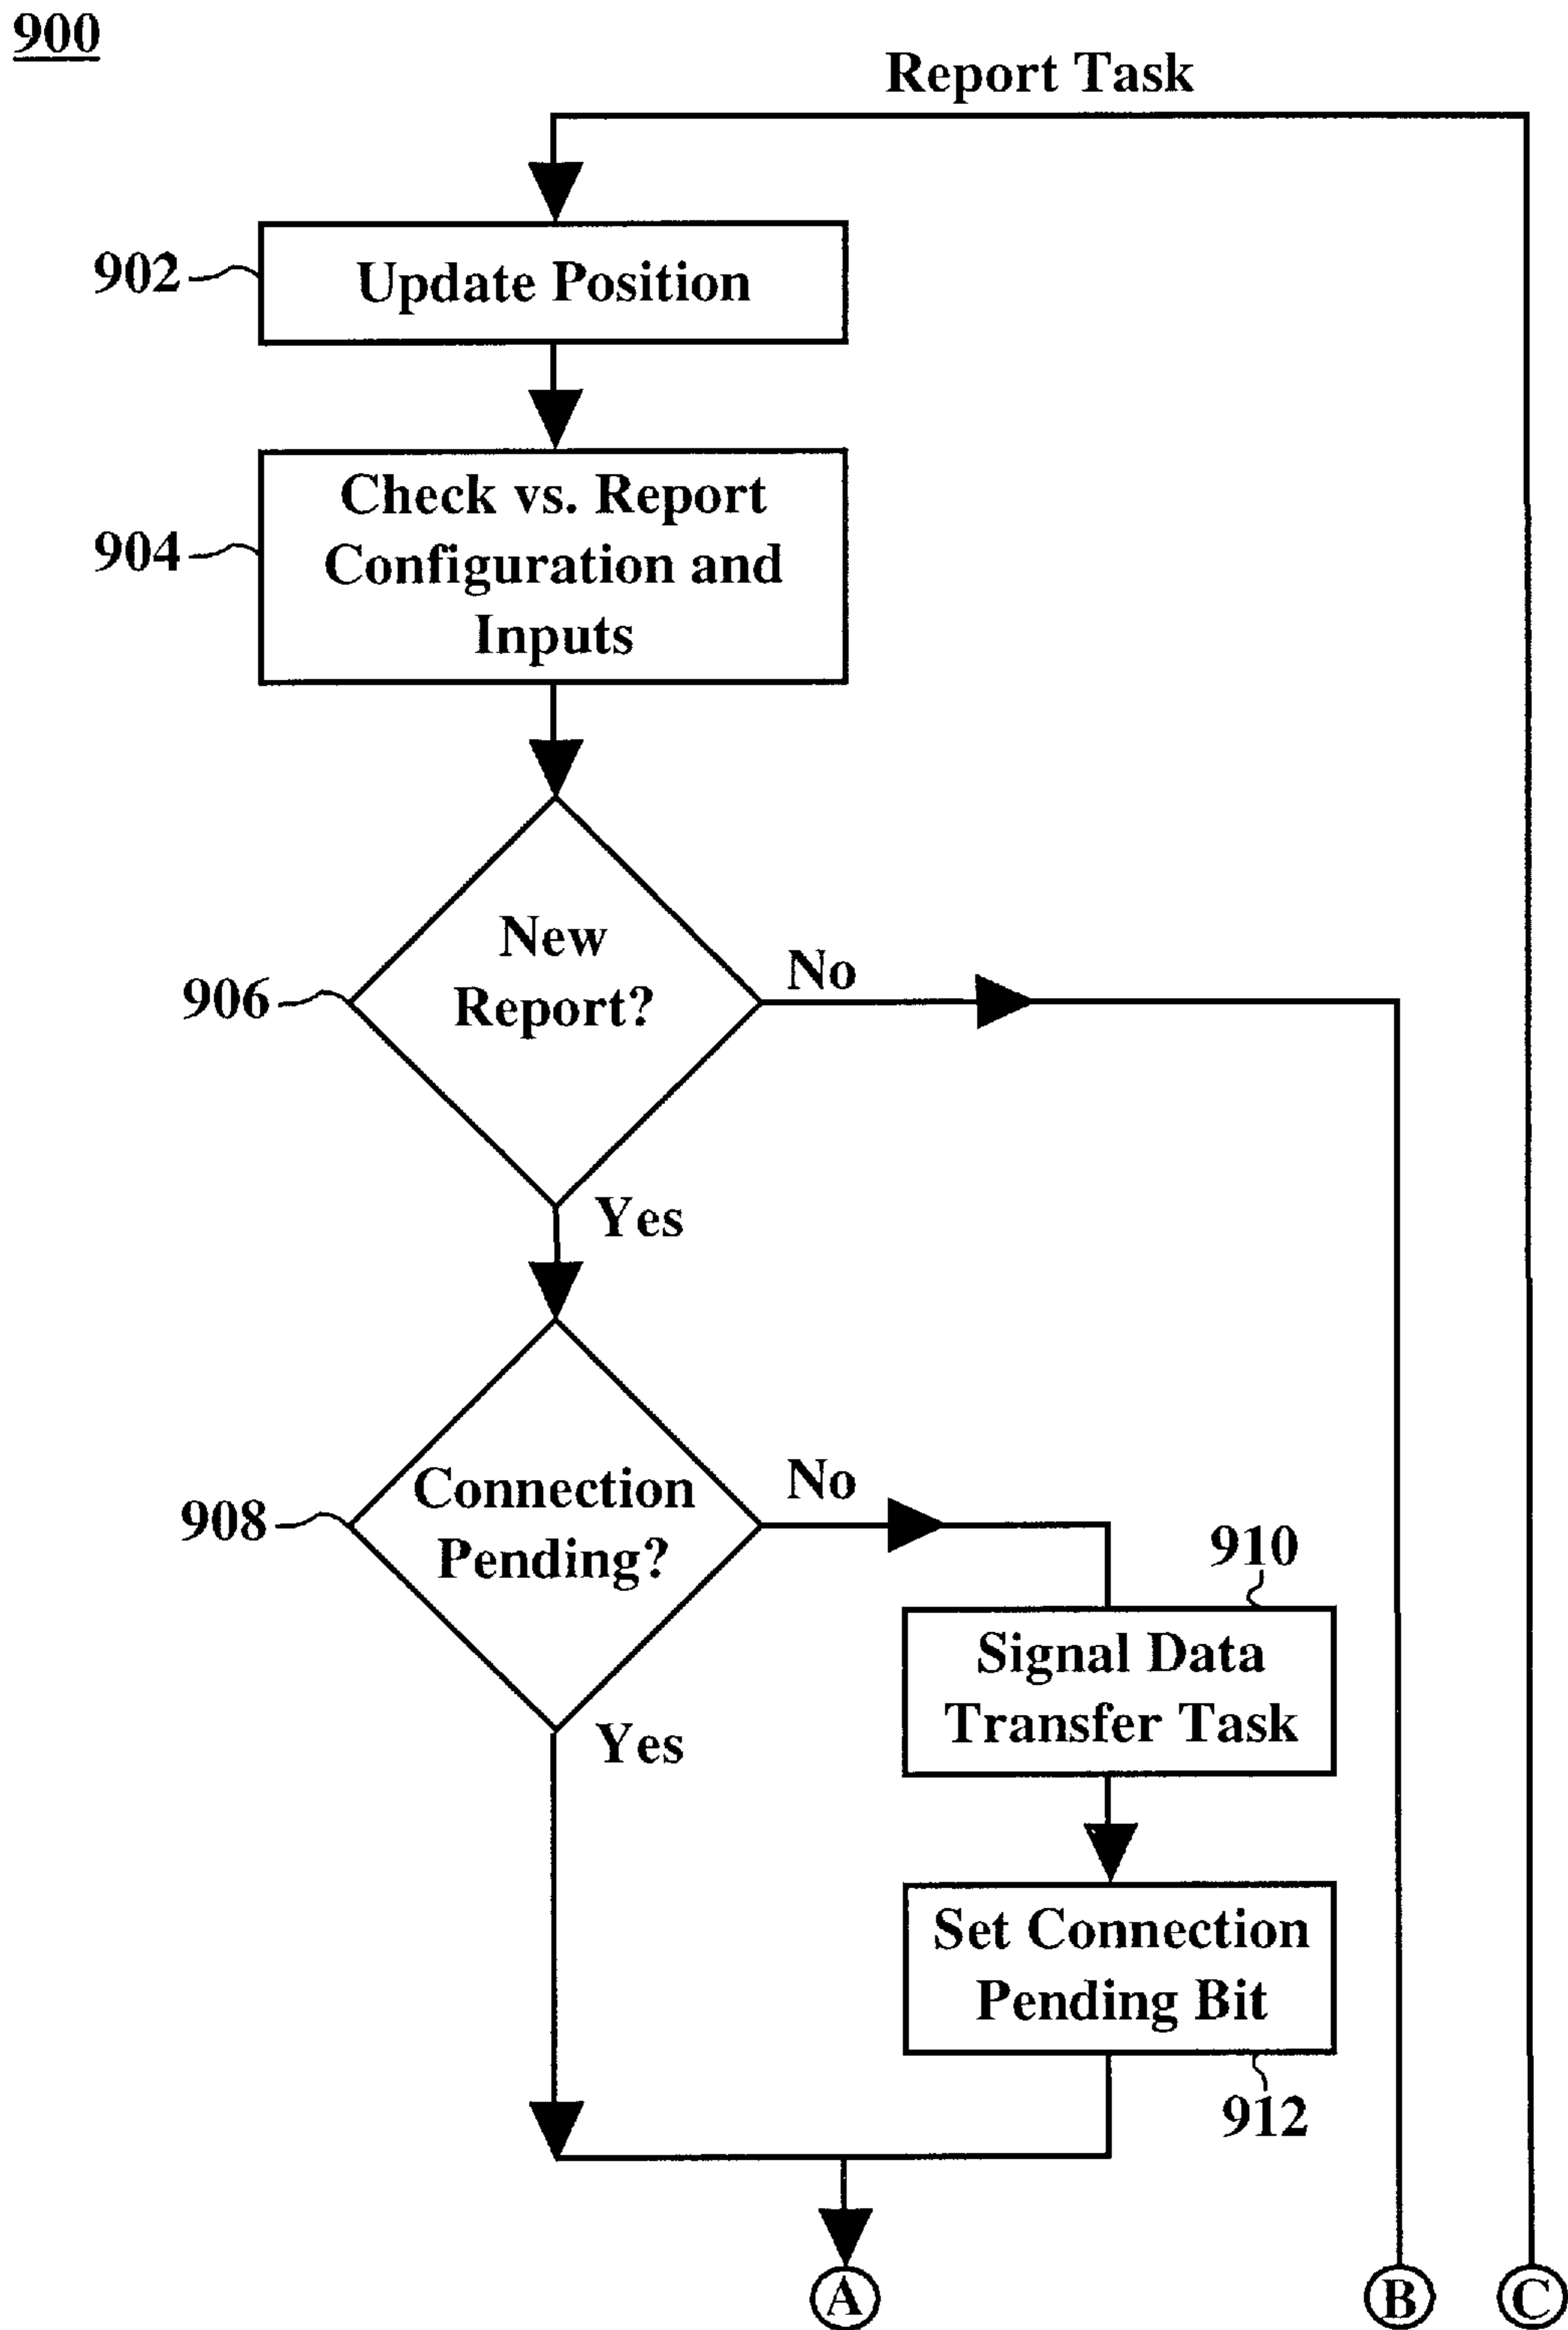 900
Report Task
902
Update Position
904
Check vs. Report
Configuration and
Inputs
906
New
Report?
No
Yes
908
Connection
Pending?
No
Yes
910
Signal Data
Transfer Task
Set Connection
Pending Bit
912
A
B
C